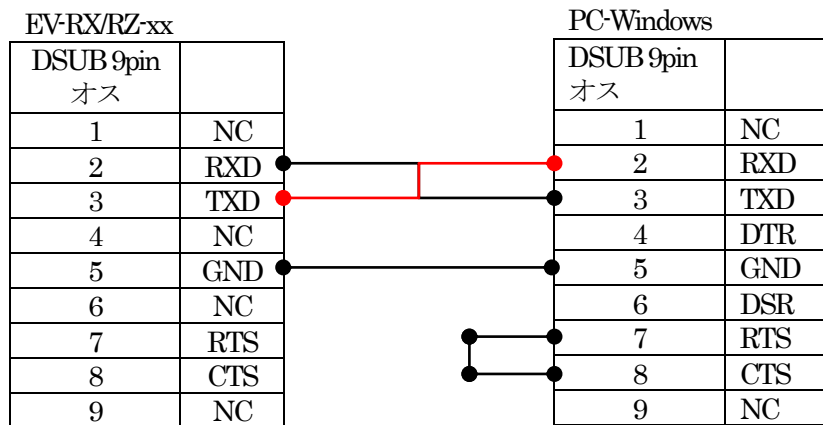 EV-RX/RZ-xx
DSUB 9pin
オス
1 NC
2 RXD
3 TXD
4 NC
5 GND
6 NC
7 RTS
8 CTS
9 NC
PC-Windows
DSUB 9pin
オス
1 NC
2 RXD
3 TXD
4 DTR
5 GND
6 DSR
7 RTS
8 CTS
9 NC